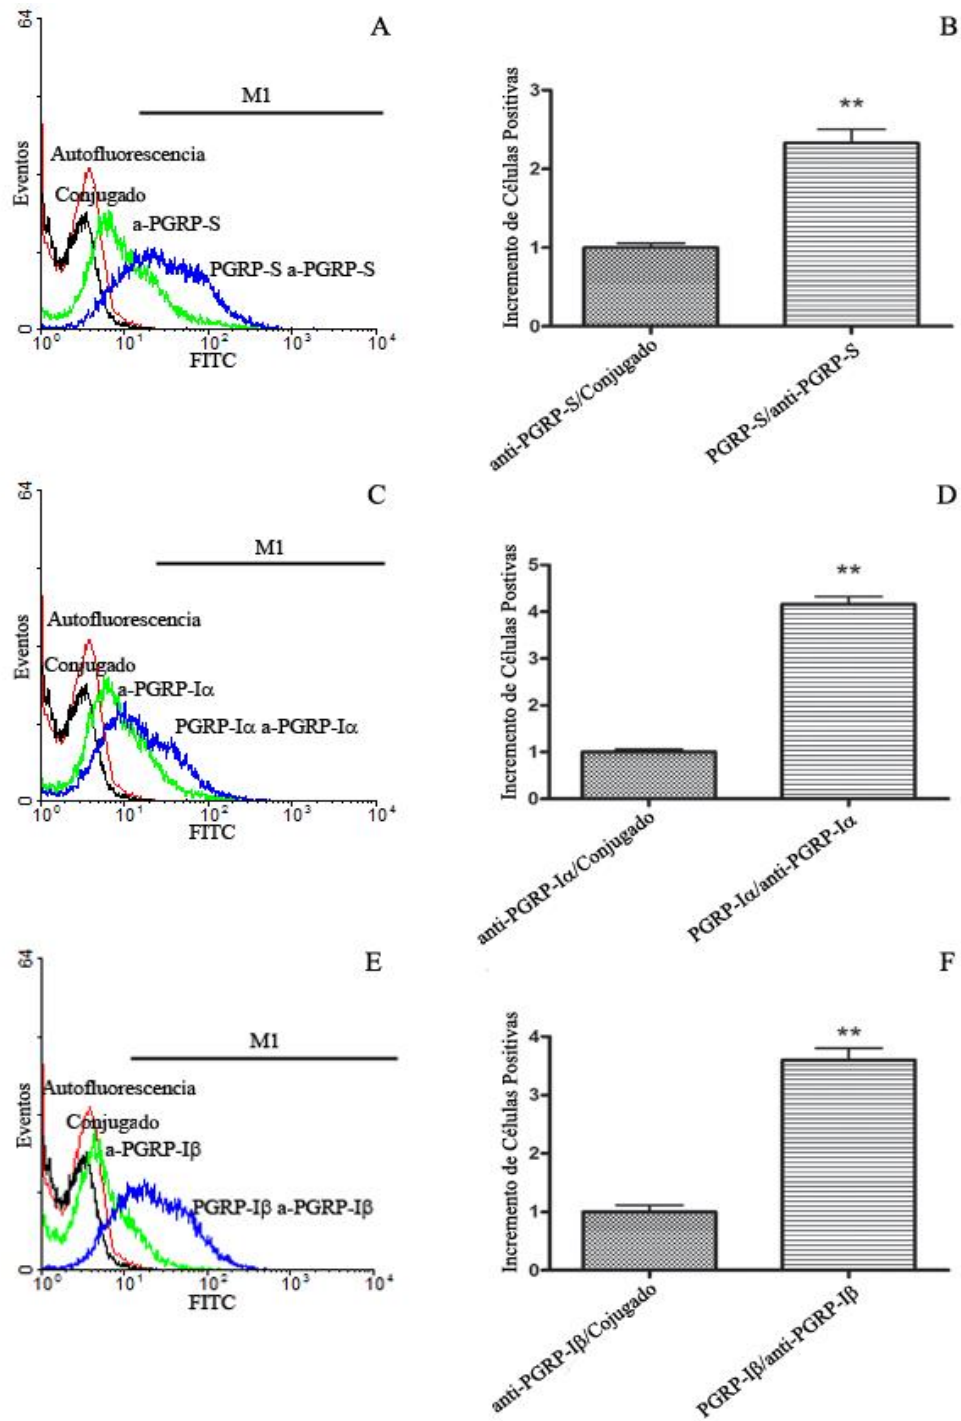 A
64
Eventos
0
M1
Autofluorescencia
Conjugado
a-PGRP-S
PGRP-S a-PGRP-S
10⁰ 10¹ 10² 10³ 10⁴
FITC
B
Incremento de Células Positivas
3
2
1
0
**
anti-PGRP-S/Conjugado
PGRP-S/anti-PGRP-S
C
64
Eventos
0
M1
Autofluorescencia
Conjugado
a-PGRP-Iα
PGRP-Iα a-PGRP-Iα
10⁰ 10¹ 10² 10³ 10⁴
FITC
D
Incremento de Células Postivas
5
4
3
2
1
0
**
anti-PGRP-Iα/Conjugado
PGRP-Iα/anti-PGRP-Iα
E
64
Eventos
0
M1
Autofluorescencia
Conjugado
a-PGRP-Iβ
PGRP-Iβ a-PGRP-Iβ
10⁰ 10¹ 10² 10³ 10⁴
FITC
F
Incremento de Células Positivas
4
3
2
1
0
**
anti-PGRP-Iβ/Cojugado
PGRP-Iβ/anti-PGRP-Iβ